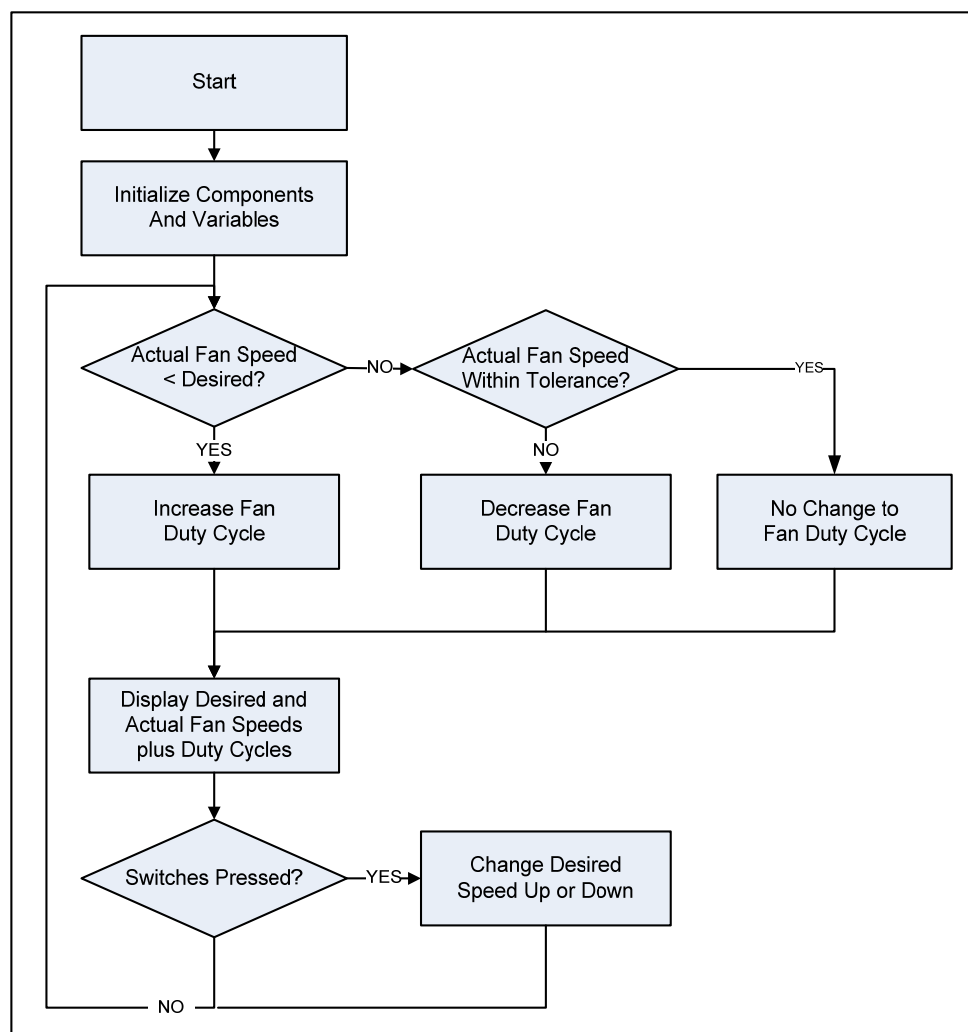 Start
Initialize Components
And Variables
Actual Fan Speed
< Desired?
NO
Actual Fan Speed
Within Tolerance?
YES
YES
NO
Increase Fan
Duty Cycle
Decrease Fan
Duty Cycle
No Change to
Fan Duty Cycle
Display Desired and
Actual Fan Speeds
plus Duty Cycles
Switches Pressed?
YES
Change Desired
Speed Up or Down
NO